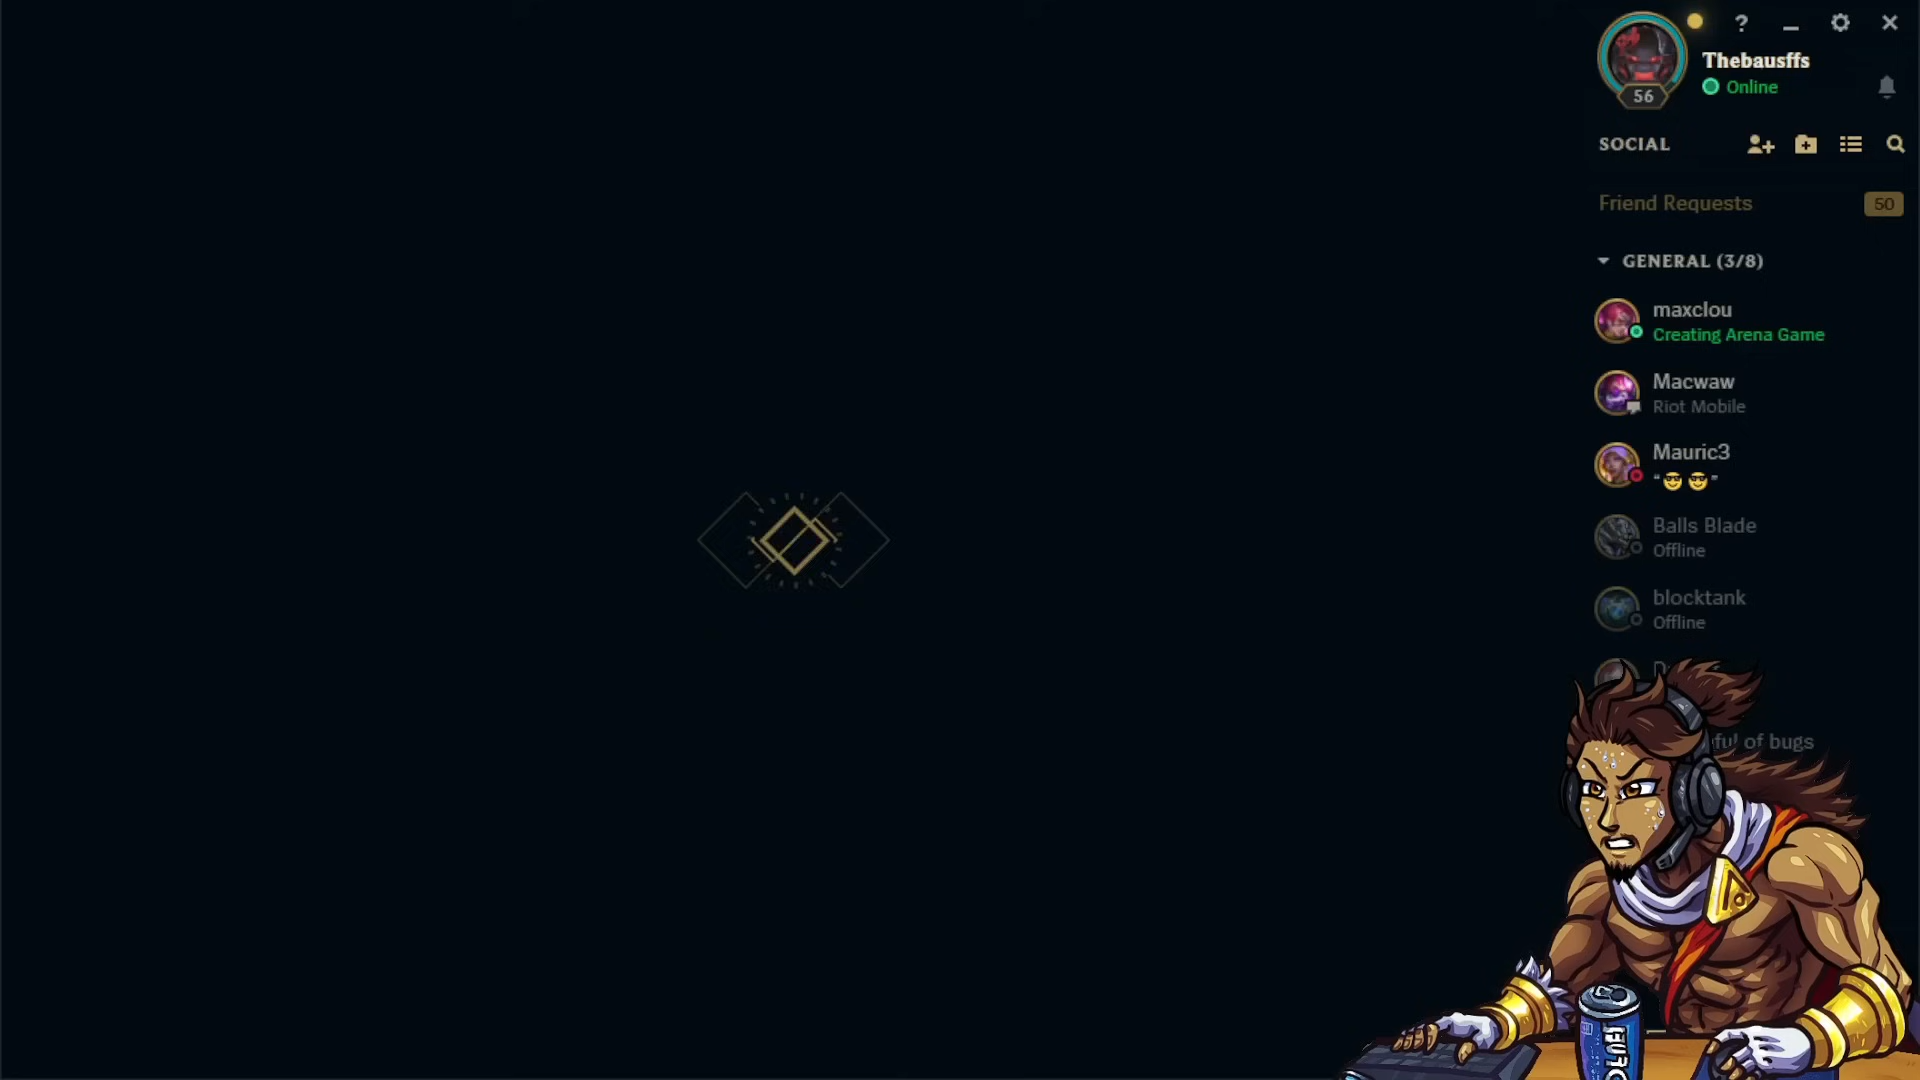 ?
Thebausffs
56
Online
SOCIAL
Friend Requests
50
GENERAL (3/8)
maxclou
Creating Arena Game
Macwaw
Riot Mobile
Mauric3
"😎😎"
Balls Blade
Offline
blocktank
Offline
of bugs